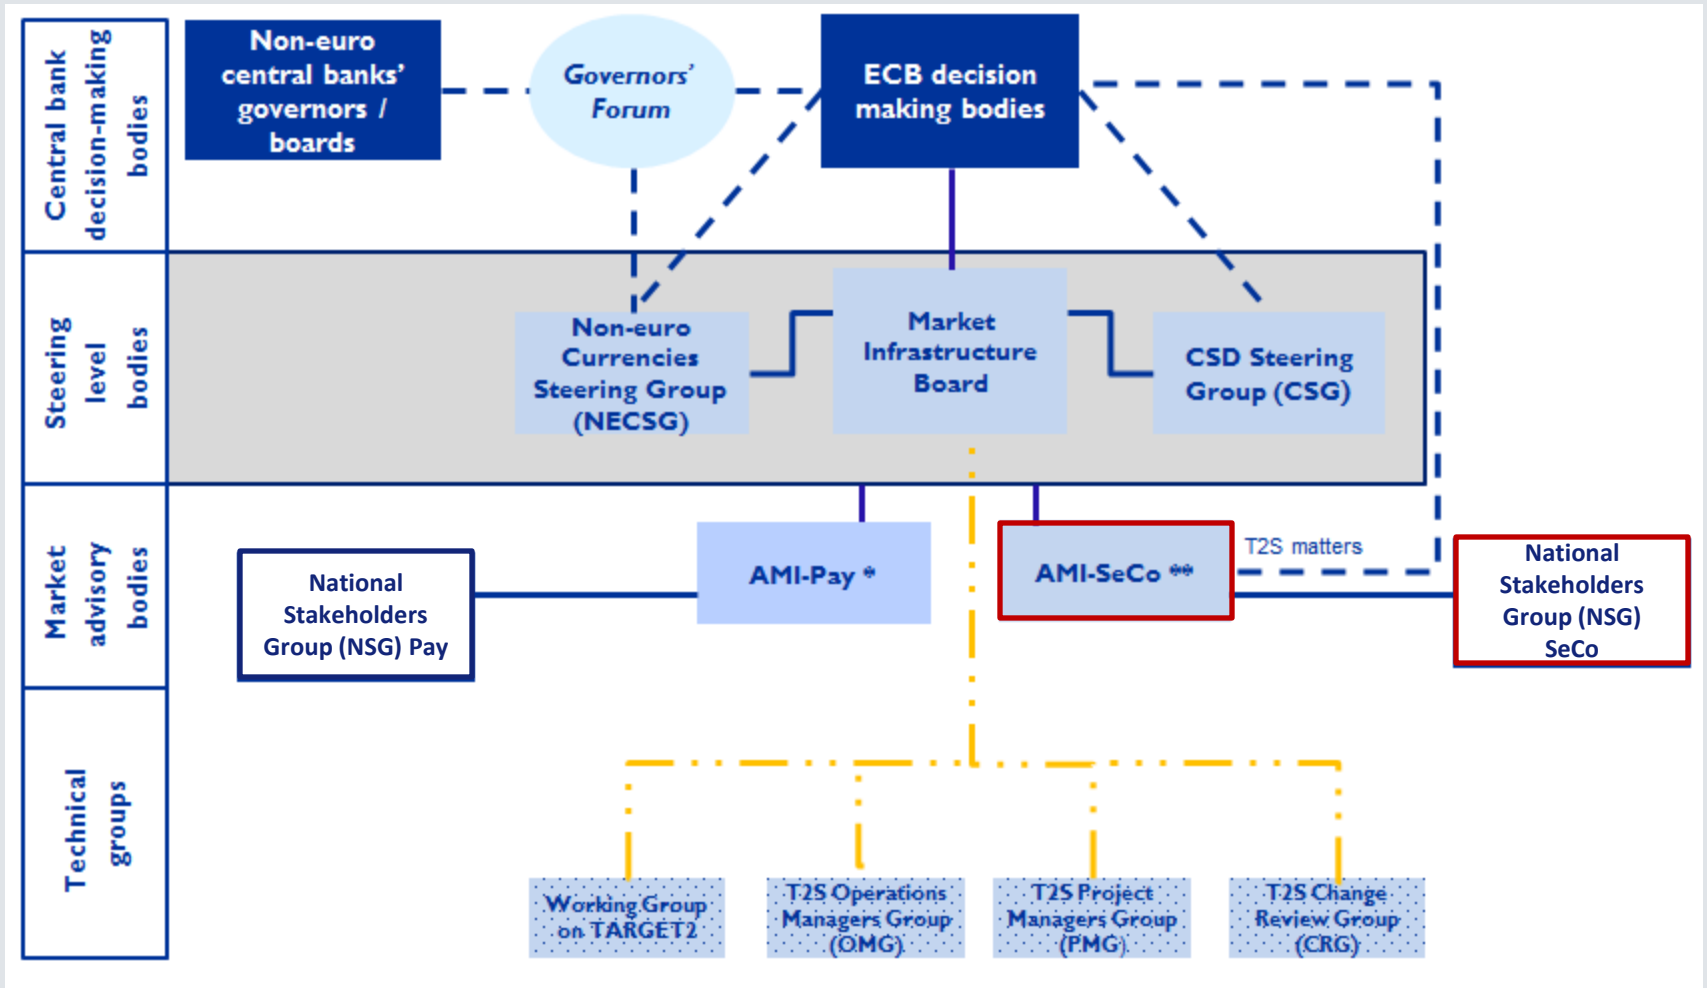 Central bank
decision-making
bodies
Non-euro
central banks’
governors /
boards
Governors’
Forum
ECB decision
making bodies
Steering
level
bodies
Non-euro
Currencies
Steering Group
(NECSG)
Market
Infrastructure
Board
CSD Steering
Group (CSG)
Market
advisory
bodies
National
Stakeholders
Group (NSG) Pay
AMI-Pay *
AMI-SeCo **
T2S matters
National
Stakeholders
Group (NSG)
SeCo
Technical
groups
Working Group
on TARGET2
T2S Operations
Managers Group
(OMG)
T2S Project
Managers Group
(PMG)
T2S Change
Review Group
(CRG)